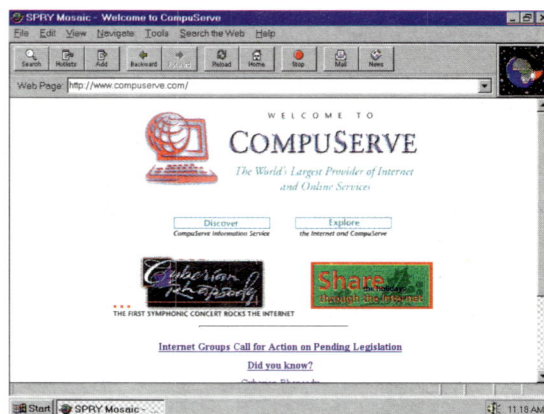 SPRY Mosaic - Welcome to CompuServe
File Edit View Navigate Tools Search the Web Help
Search Hotlists Add Backward Forward Reload Home Stop Mail News
Web Page: http://www.compuserve.com/
WELCOME TO
COMPUSERVE
The World's Largest Provider of Internet
and Online Services
Discover Explore
CompuServe Information Service the Internet and CompuServe
Cyberian
Rhapsody
Share
the holidays
through the Internet
THE FIRST SYMPHONIC CONCERT ROCKS THE INTERNET
Internet Groups Call for Action on Pending Legislation
Did you know?
Cyberian Rhapsody
Start SPRY Mosaic - ... 11:18 AM